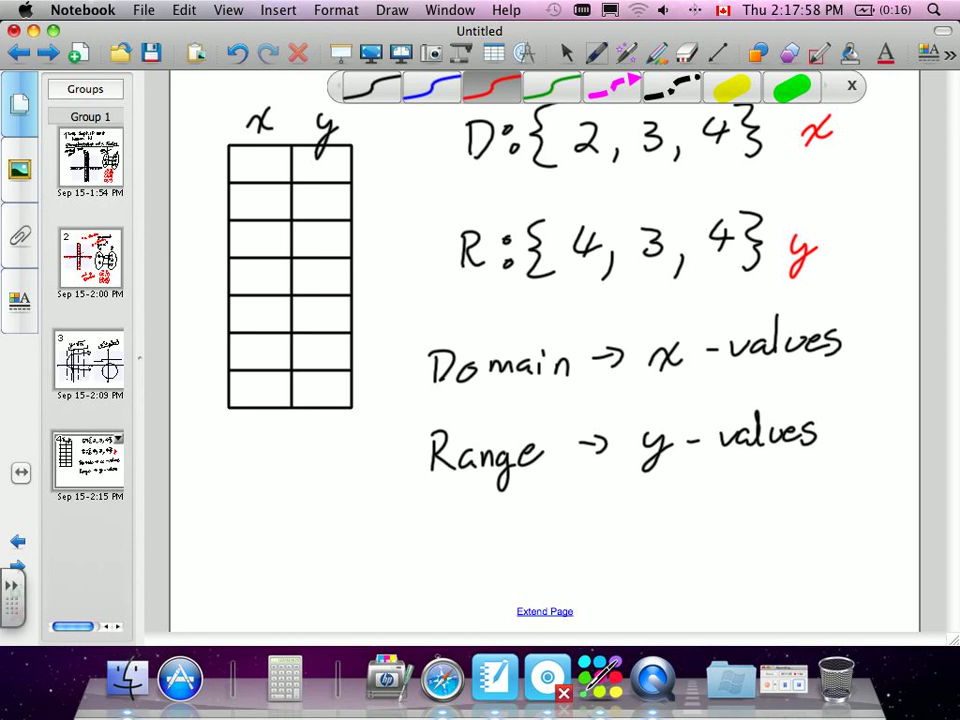 Notebook File Edit View Insert Format Draw Window Help Thu 2:17:58 PM (0:16)
Untitled
Groups
Group 1
Sep 15-1:54 PM
2
Sep 15-2:00 PM
3
Sep 15-2:09 PM
Sep 15-2:15 PM
x y
D:{2, 3, 4} x
R:{4, 3, 4} y
Domain → x-values
Range → y-values
Extend Page